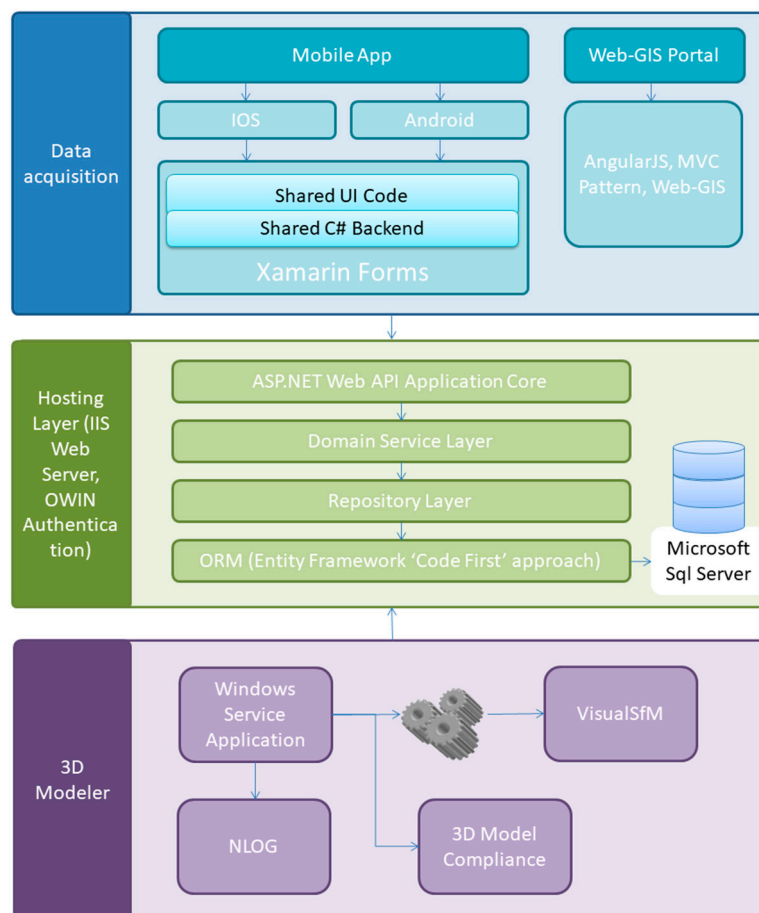 Mobile App
Web-GIS Portal
IOS
Android
Data
acquisition
AngularJS, MVC
Pattern, Web-GIS
Shared UI Code
Shared C# Backend
Xamarin Forms
Hosting
Layer (IIS
Web
Server,
OWIN
Authentica
tion)
ASP.NET Web API Application Core
Domain Service Layer
Repository Layer
ORM (Entity Framework ‘Code First’ approach)
Microsoft
Sql Server
3D
Modeler
Windows
Service
Application
VisualSfM
NLOG
3D Model
Compliance